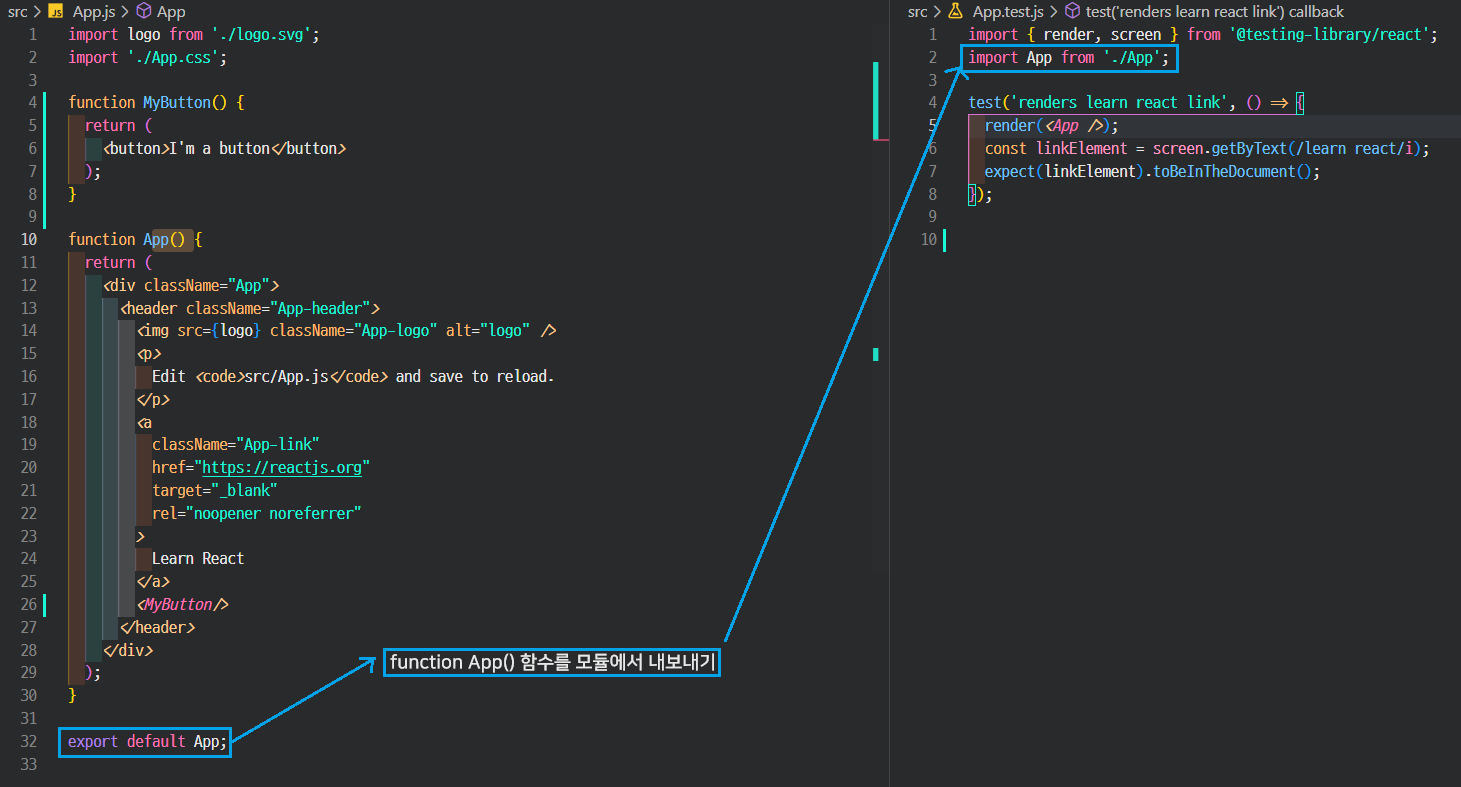 src > JS App.js > App
1 import logo from './logo.svg';
2 import './App.css';
3
4 function MyButton() {
5 return (
6 <button>I'm a button</button>
7 );
8 }
9
10 function App() {
11 return (
12 <div className="App">
13 <header className="App-header">
14 <img src={logo} className="App-logo" alt="logo" />
15 <p>
16 Edit <code>src/App.js</code> and save to reload.
17 </p>
18 <a
19 className="App-link"
20 href="https://reactjs.org"
21 target="_blank"
22 rel="noopener noreferrer"
23 >
24 Learn React
25 </a>
26 <MyButton/>
27 </header>
28 </div>
29 );
30 }
31
32 export default App;
33
function App() 함수를 모듈에서 내보내기
src > App.test.js > test('renders learn react link') callback
1 import { render, screen } from '@testing-library/react';
2 import App from './App';
3
4 test('renders learn react link', () => {
5 render(<App />);
6 const linkElement = screen.getByText(/learn react/i);
7 expect(linkElement).toBeInTheDocument();
8 });
9
10